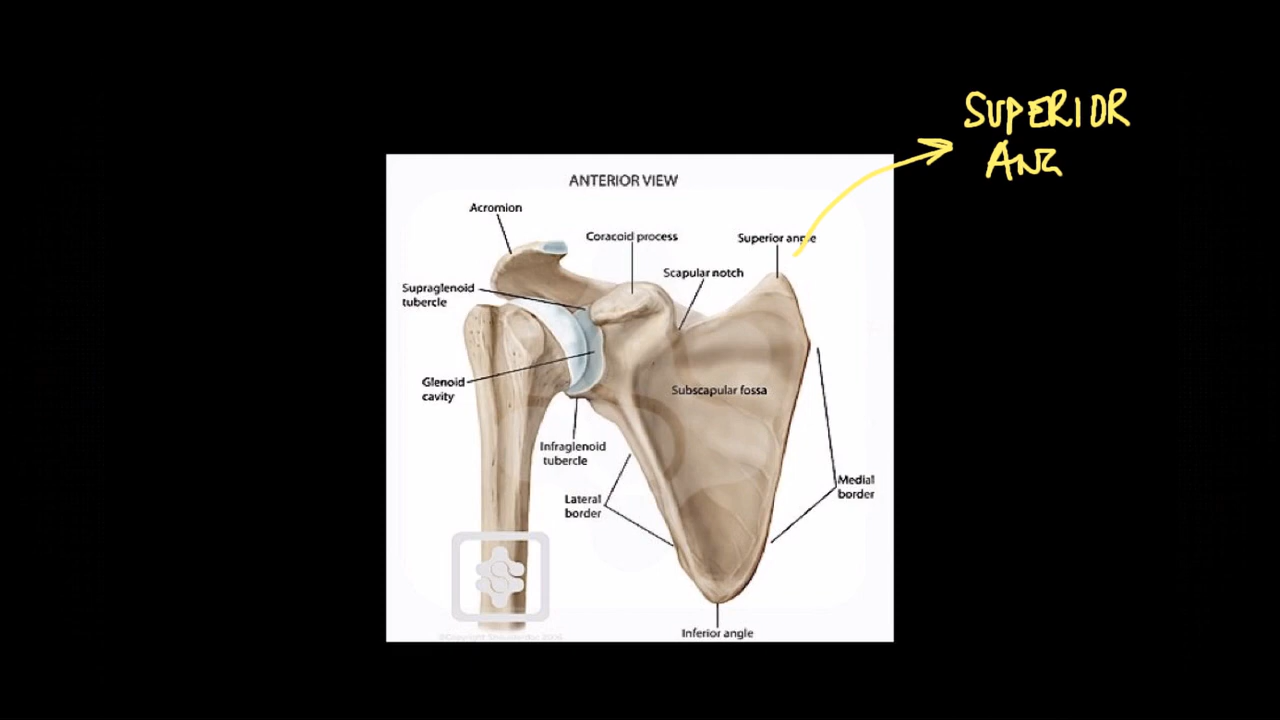 SUPERIOR
ANG
ANTERIOR VIEW
Acromion
Coracoid process
Superior angle
Scapular notch
Supraglenoid
tubercle
Glenoid
cavity
Subscapular fossa
Infraglenoid
tubercle
Lateral
border
Medial
border
Inferior angle